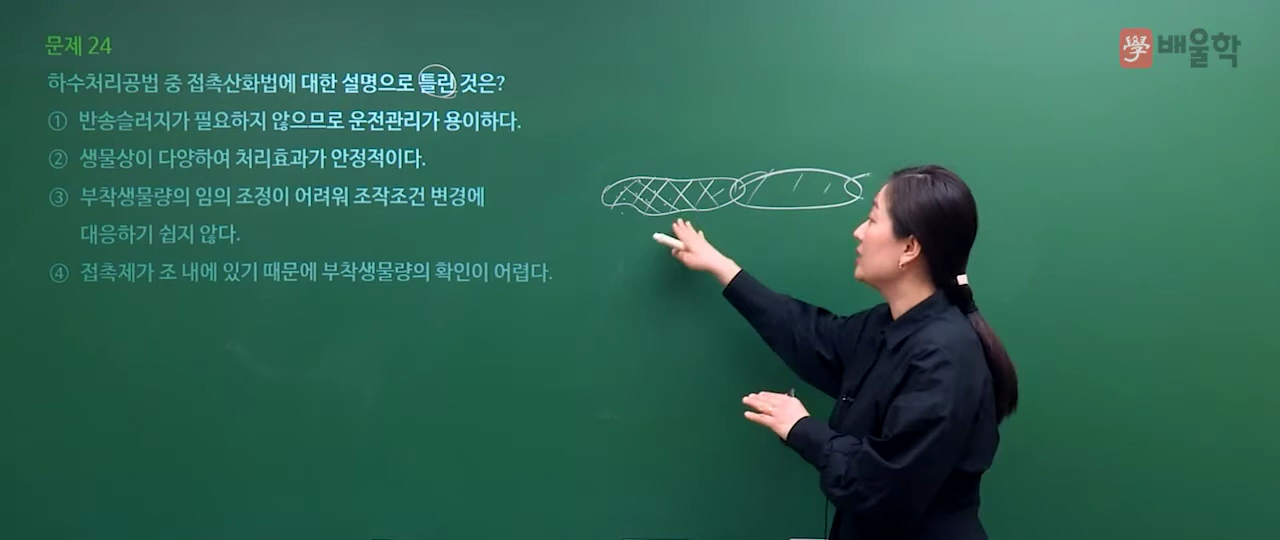 문제 24
學 배울학
하수처리공법 중 접촉산화법에 대한 설명으로 틀린 것은?
① 반송슬러지가 필요하지 않으므로 운전관리가 용이하다.
② 생물상이 다양하여 처리효과가 안정적이다.
③ 부착생물량의 임의 조정이 어려워 조작조건 변경에
대응하기 쉽지 않다.
④ 접촉제가 조 내에 있기 때문에 부착생물량의 확인이 어렵다.